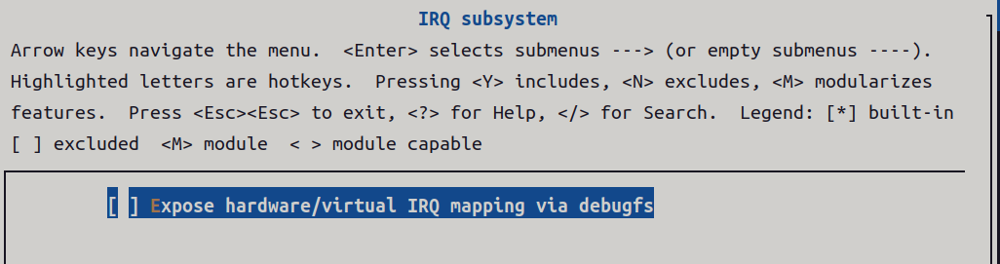 IRQ subsystem
Arrow keys navigate the menu.  <Enter> selects submenus ---> (or empty submenus ----).
Highlighted letters are hotkeys.  Pressing <Y> includes, <N> excludes, <M> modularizes
features.  Press <Esc><Esc> to exit, <?> for Help, </> for Search.  Legend: [*] built-in
[ ] excluded  <M> module  < > module capable
[ ] Expose hardware/virtual IRQ mapping via debugfs